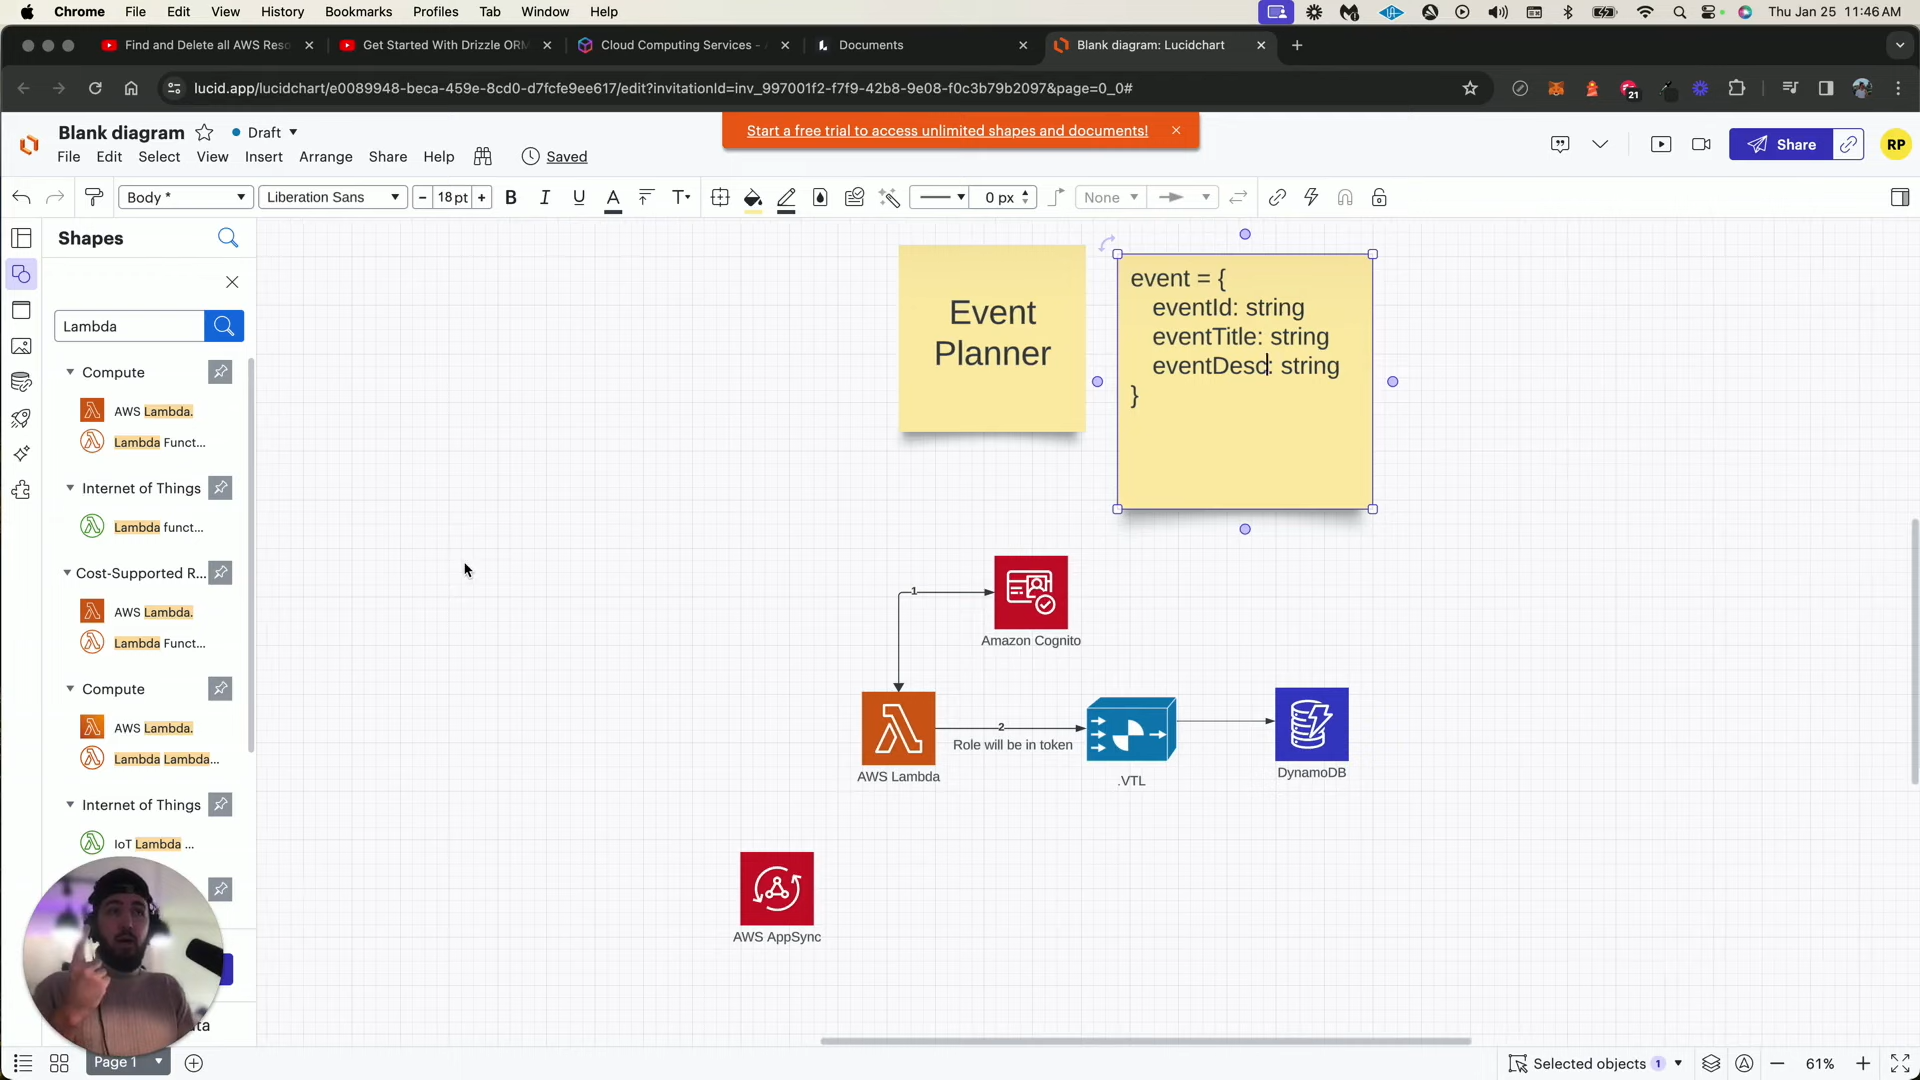 Chrome File Edit View History Bookmarks Profiles Tab Window Help Thu Jan 25 11:46 AM
Find and Delete all AWS Reso
Get Started With Drizzle ORM
Cloud Computing Services - A
Documents
Blank diagram: Lucidchart
lucid.app/lucidchart/e0089948-beca-459e-8cd0-d7fcfe9ee617/edit?invitationId=inv_997001f2-f7f9-42b8-9e08-f0c3b79b2097&page=0_0#
21
Blank diagram
Draft
Start a free trial to access unlimited shapes and documents!
File Edit Select View Insert Arrange Share Help
Saved
Share
RP
Body *
Liberation Sans
18 pt
B I U A T
0 px
None
Shapes
Lambda
Compute
AWS Lambda.
Lambda Funct...
Internet of Things
Lambda funct...
Cost-Supported R...
AWS Lambda.
Lambda Funct...
Compute
AWS Lambda.
Lambda Lambda...
Internet of Things
IoT Lambda ...
ta
Event
Planner
event = {
eventId: string
eventTitle: string
eventDesc: string
}
1
Amazon Cognito
2
Role will be in token
AWS Lambda
.VTL
DynamoDB
AWS AppSync
Page 1
Selected objects 1
61%